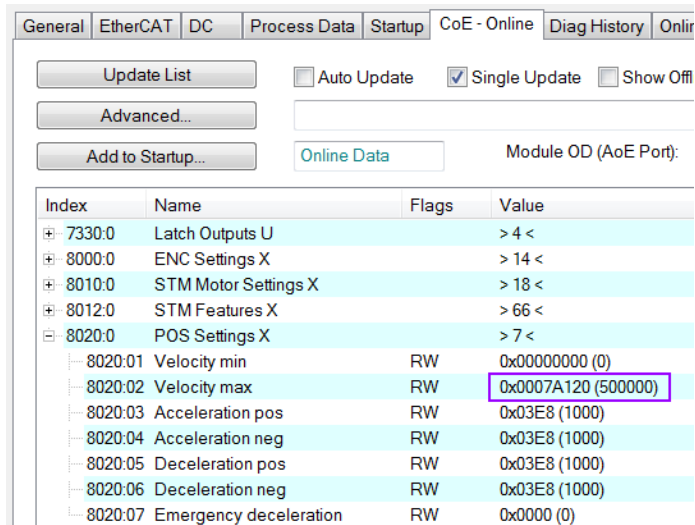 General EtherCAT DC Process Data Startup CoE - Online Diag History
Update List Auto Update Single Update Show
Advanced...
Add to Startup... Online Data Module OD (AoE Port):
Index Name Flags Value
7330:0 Latch Outputs U > 4 <
8000:0 ENC Settings X > 14 <
8010:0 STM Motor Settings X > 18 <
8012:0 STM Features X > 66 <
8020:0 POS Settings X > 7 <
8020:01 Velocity min RW 0x00000000 (0)
8020:02 Velocity max RW 0x0007A120 (500000)
8020:03 Acceleration pos RW 0x03E8 (1000)
8020:04 Acceleration neg RW 0x03E8 (1000)
8020:05 Deceleration pos RW 0x03E8 (1000)
8020:06 Deceleration neg RW 0x03E8 (1000)
8020:07 Emergency deceleration RW 0x0000 (0)